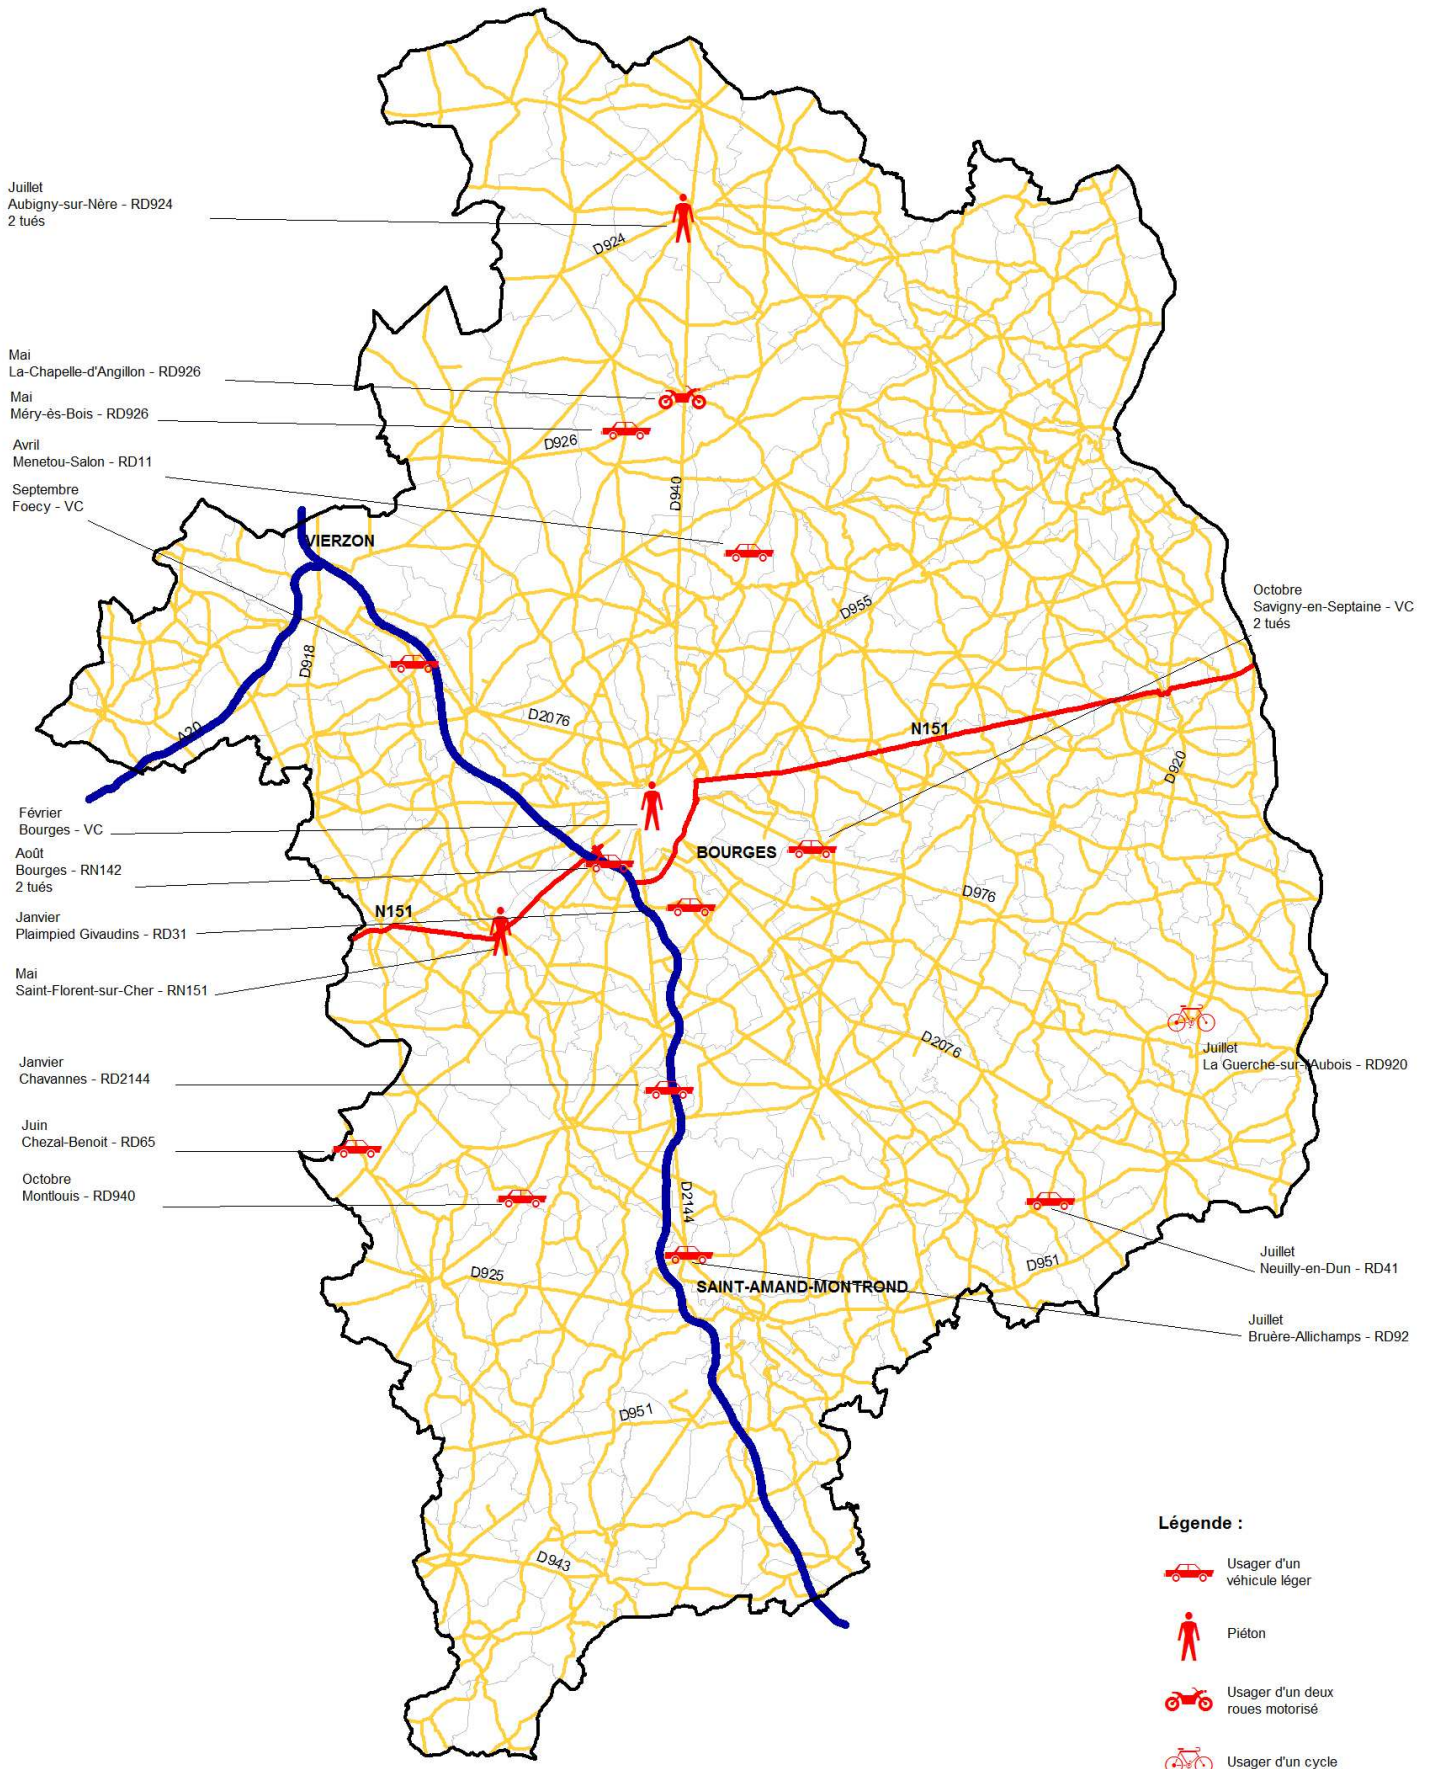 Juillet
Aubigny-sur-Nère - RD924
2 tués
D924
Mai
La-Chapelle-d'Angillon - RD926
Mai
Méry-ès-Bois - RD926
D926
Avril
Menetou-Salon - RD11
Septembre
Foecy - VC
D940
VIERZON
Octobre
Savigny-en-Septaine - VC
2 tués
D955
D918
D2076
A20
N151
D920
Février
Bourges - VC
Août
Bourges - RN142
2 tués
BOURGES
D976
N151
Janvier
Plaimpied Givaudins - RD31
Mai
Saint-Florent-sur-Cher - RN151
D2076
Juillet
La Guerche-sur-l'Aubois - RD920
Janvier
Chavannes - RD2144
Juin
Chezal-Benoit - RD65
Octobre
Montlouis - RD940
D2144
D925
D951
Juillet
Neuilly-en-Dun - RD41
SAINT-AMAND-MONTROND
Juillet
Bruère-Allichamps - RD92
D951
D943
Légende :
Usager d'un
véhicule léger
Piéton
Usager d'un deux
roues motorisé
Usager d'un cycle